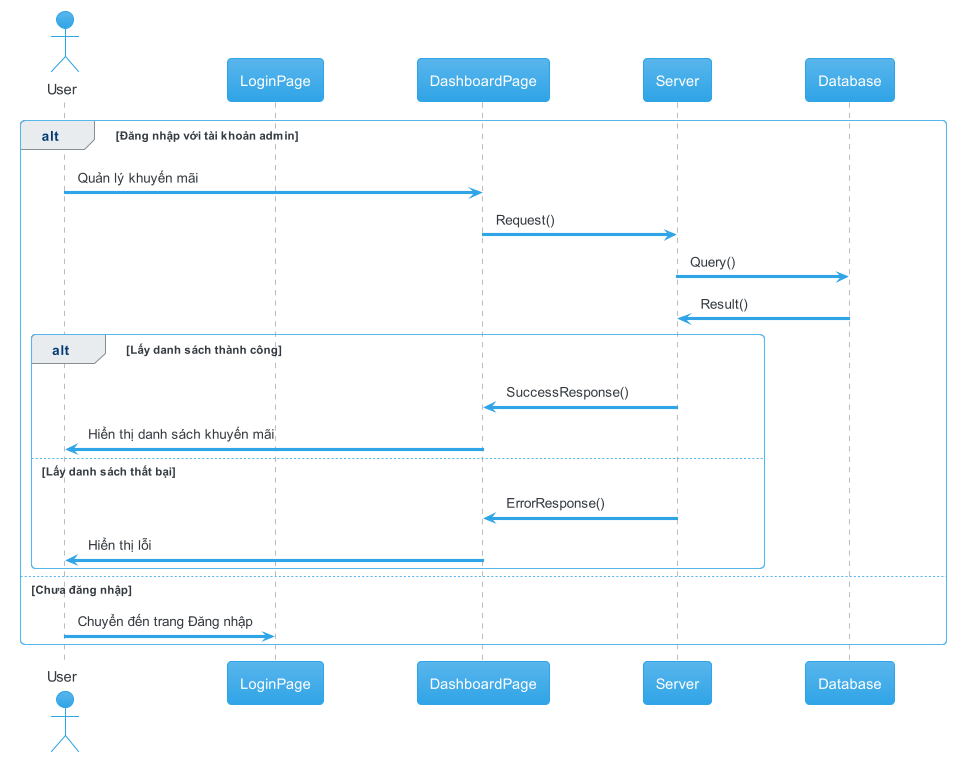 User
LoginPage
DashboardPage
Server
Database
alt
[Đăng nhập với tài khoản admin]
Quản lý khuyến mãi
Request()
Query()
Result()
alt
[Lấy danh sách thành công]
SuccessResponse()
Hiển thị danh sách khuyến mãi
[Lấy danh sách thất bại]
ErrorResponse()
Hiển thị lỗi
[Chưa đăng nhập]
Chuyển đến trang Đăng nhập
User
LoginPage
DashboardPage
Server
Database